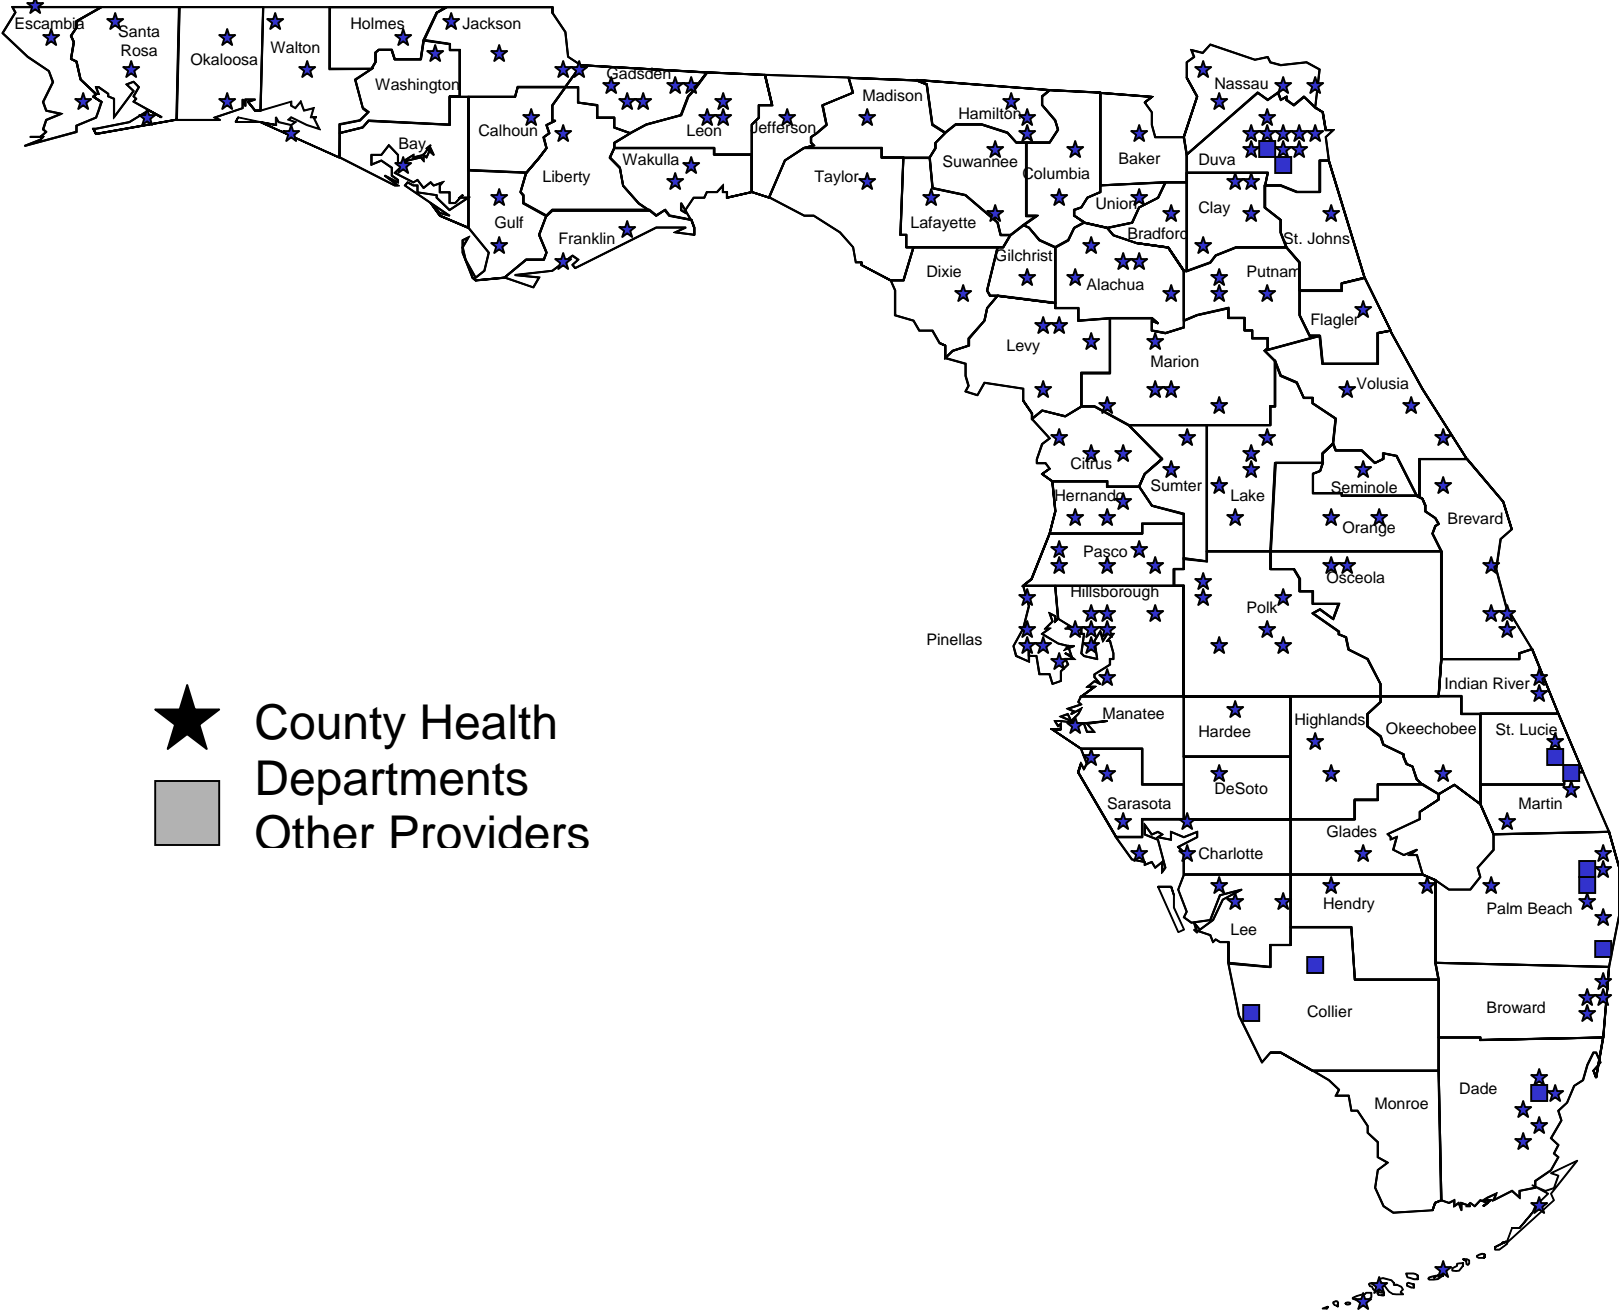 Escambia
Santa
Rosa
Okaloosa
Walton
Holmes
Jackson
Washington
Bay
Calhoun
Gulf
Liberty
Gadsden
Franklin
Leon
Wakulla
Jefferson
Madison
Taylor
Hamilton
Suwannee
Lafayette
Dixie
Columbia
Gilchrist
Baker
Union
Bradford
Alachua
Nassau
Duva
Clay
St. Johns
Putnam
Flagler
Levy
Marion
Volusia
Citrus
Sumter
Lake
Seminole
Orange
Hernando
Pasco
Brevard
Osceola
Hillsborough
Polk
Pinellas
Indian River
Manatee
Hardee
Highlands
Okeechobee
St. Lucie
Sarasota
DeSoto
Martin
Charlotte
Glades
Lee
Hendry
Palm Beach
Collier
Broward
Monroe
Dade
County Health
Departments
Other Providers